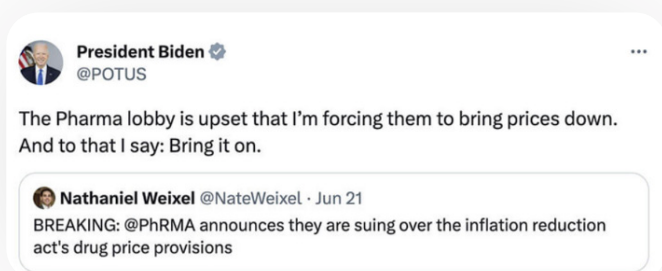 President Biden
@POTUS
The Pharma lobby is upset that I’m forcing them to bring prices down.
And to that I say: Bring it on.
Nathaniel Weixel @NateWeixel · Jun 21
BREAKING: @PhRMA announces they are suing over the inflation reduction
act's drug price provisions